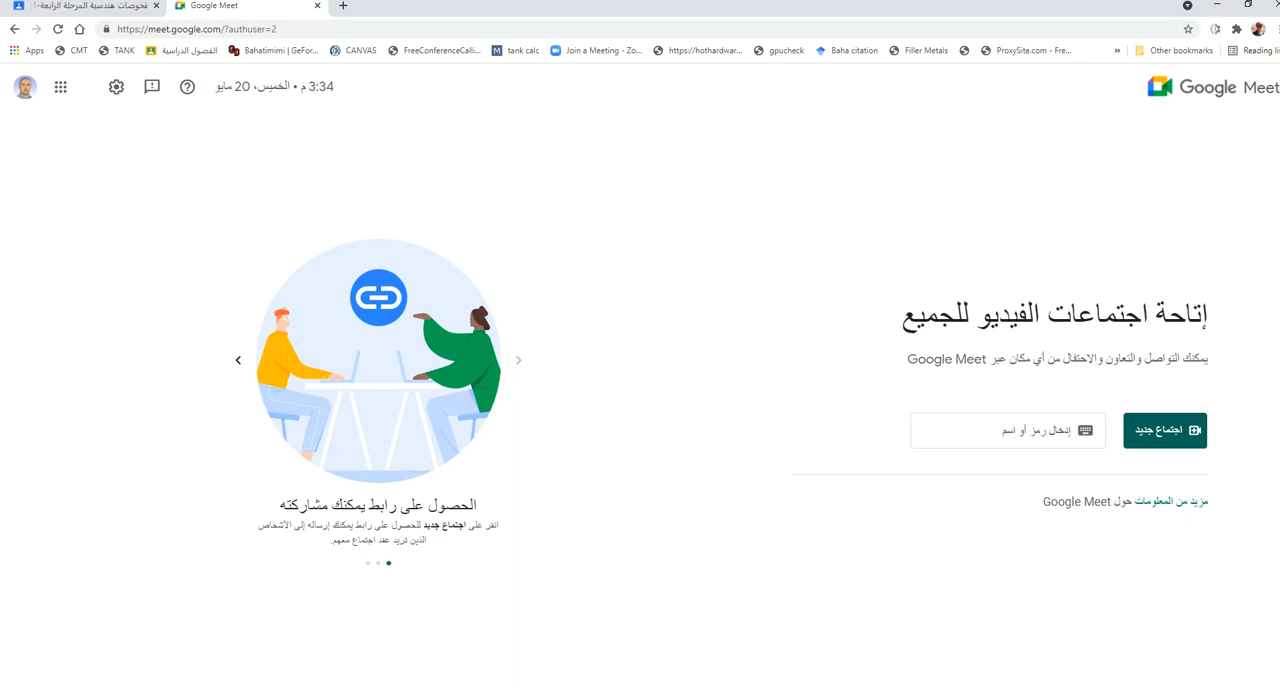 فحوصات هندسية المرحلة الرابعة-1
Google Meet
https://meet.google.com/?authuser=2
Apps
CMT
TANK
الفصول الدراسية
Bahatimimi | GeFor...
CANVAS
FreeConferenceCalli...
tank calc
Join a Meeting - Zo...
https://hothardwar...
gpucheck
Baha citation
Filler Metals
ProxySite.com - Fre...
»
Other bookmarks
Reading lis
3:34 م • الخميس، 20 مايو
Google Meet
إتاحة اجتماعات الفيديو للجميع
يمكنك التواصل والتعاون والاحتفال من أي مكان عبر Google Meet
اجتماع جديد
إدخال رمز أو اسم
مزيد من المعلومات حول Google Meet
الحصول على رابط يمكنك مشاركته
انقر على اجتماع جديد للحصول على رابط يمكنك إرساله إلى الأشخاص
الذين تريد عقد اجتماع معهم.